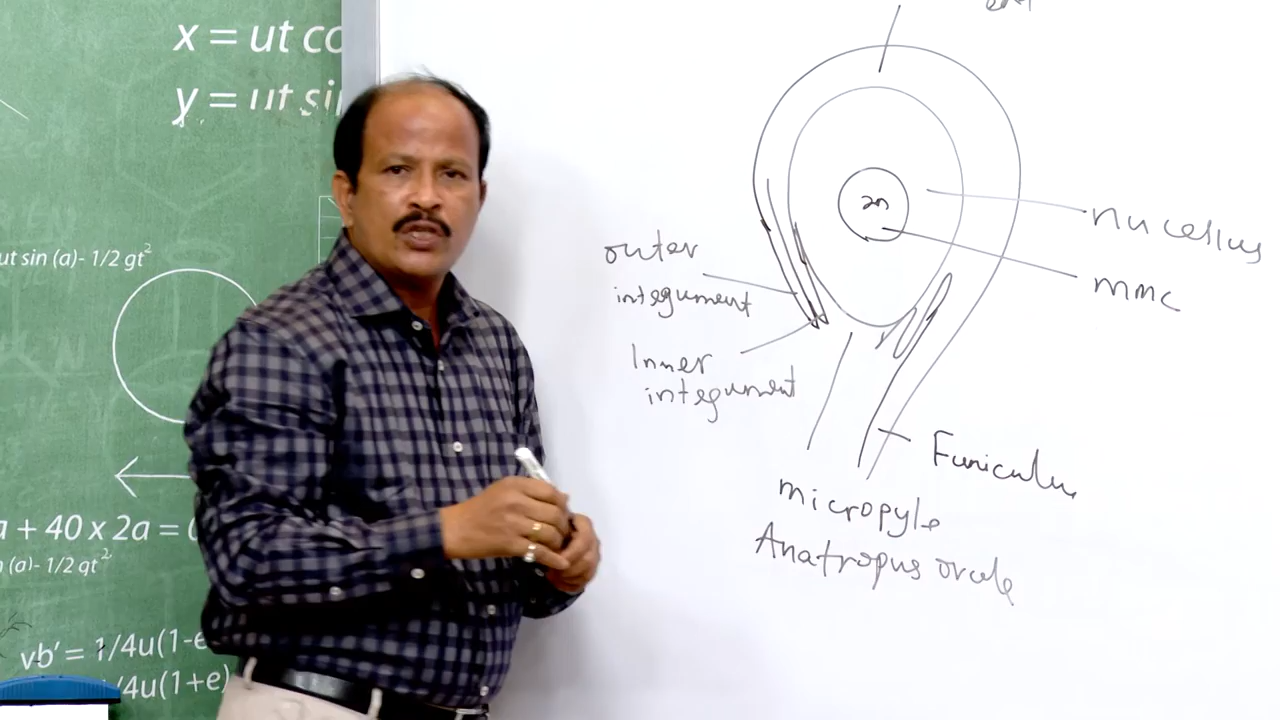 x = ut co
y = ut si
ut sin (a)- 1/2 gt²
a + 40 x 2a = 0
(a)- 1/2 gt²
vb' = 1/4u(1-e
1/4u(1+e)
2n
nucellus
mmc
outer
integument
Inner
integument
Funiculus
micropyle
Anatropus ovule